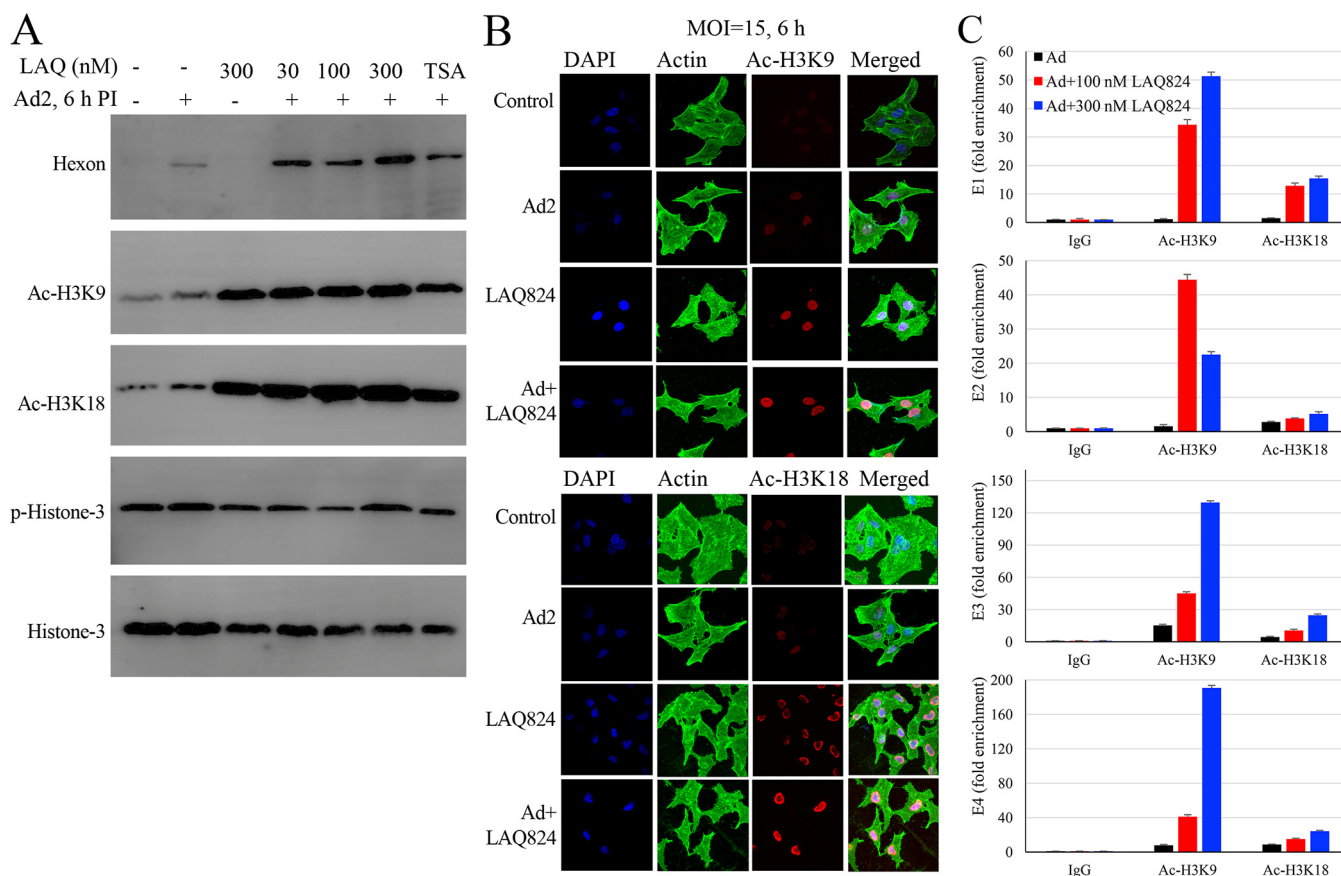 A
LAQ (nM) - - 300 30 100 300 TSA
Ad2, 6 h PI - + - + + + +
Hexon
Ac-H3K9
Ac-H3K18
p-Histone-3
Histone-3
B
MOI=15, 6 h
DAPI Actin Ac-H3K9 Merged
Control
Ad2
LAQ824
Ad+
LAQ824
DAPI Actin Ac-H3K18 Merged
Control
Ad2
LAQ824
Ad+
LAQ824
C
Ad
Ad+100 nM LAQ824
Ad+300 nM LAQ824
E1 (fold enrichment)
60
50
40
30
20
10
0
IgG Ac-H3K9 Ac-H3K18
E2 (fold enrichment)
50
40
30
20
10
0
IgG Ac-H3K9 Ac-H3K18
E3 (fold enrichment)
150
120
90
60
30
0
IgG Ac-H3K9 Ac-H3K18
E4 (fold enrichment)
200
160
120
80
40
0
IgG Ac-H3K9 Ac-H3K18